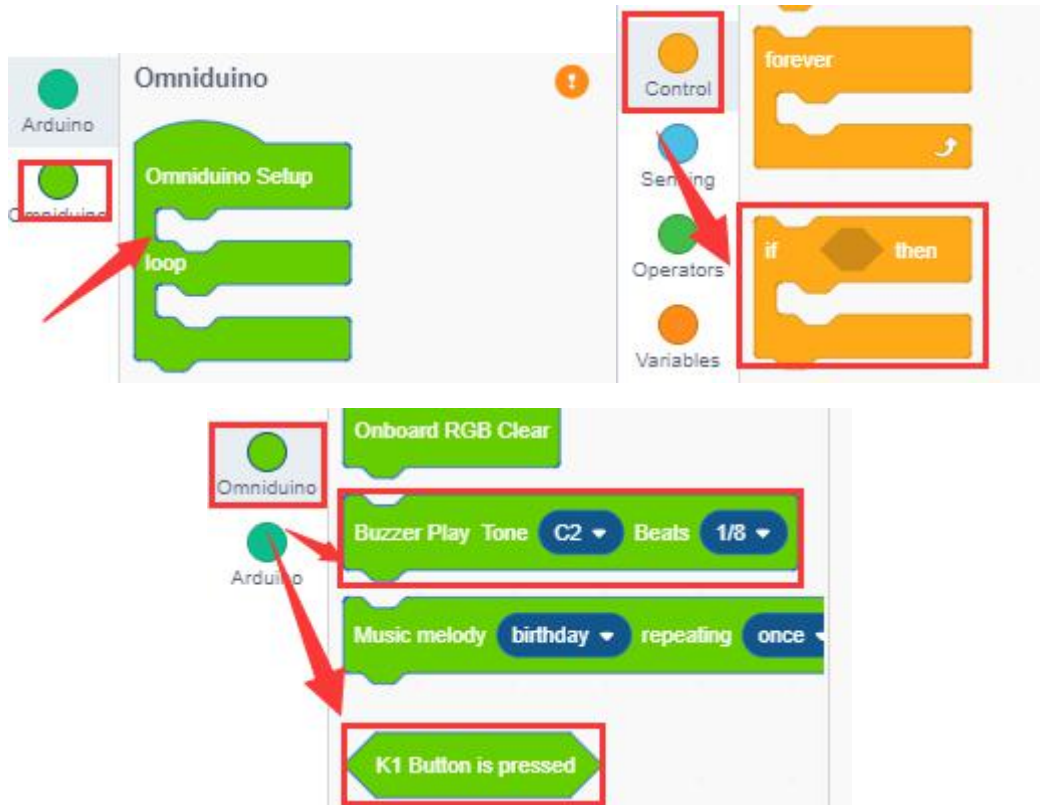 Omniduino
Arduino
Omniduino
Omniduino Setup
loop
Control
Sensing
Operators
Variables
forever
if then
Omniduino
Arduino
Onboard RGB Clear
Buzzer Play Tone C2 Beats 1/8
Music melody birthday repeating once
K1 Button is pressed